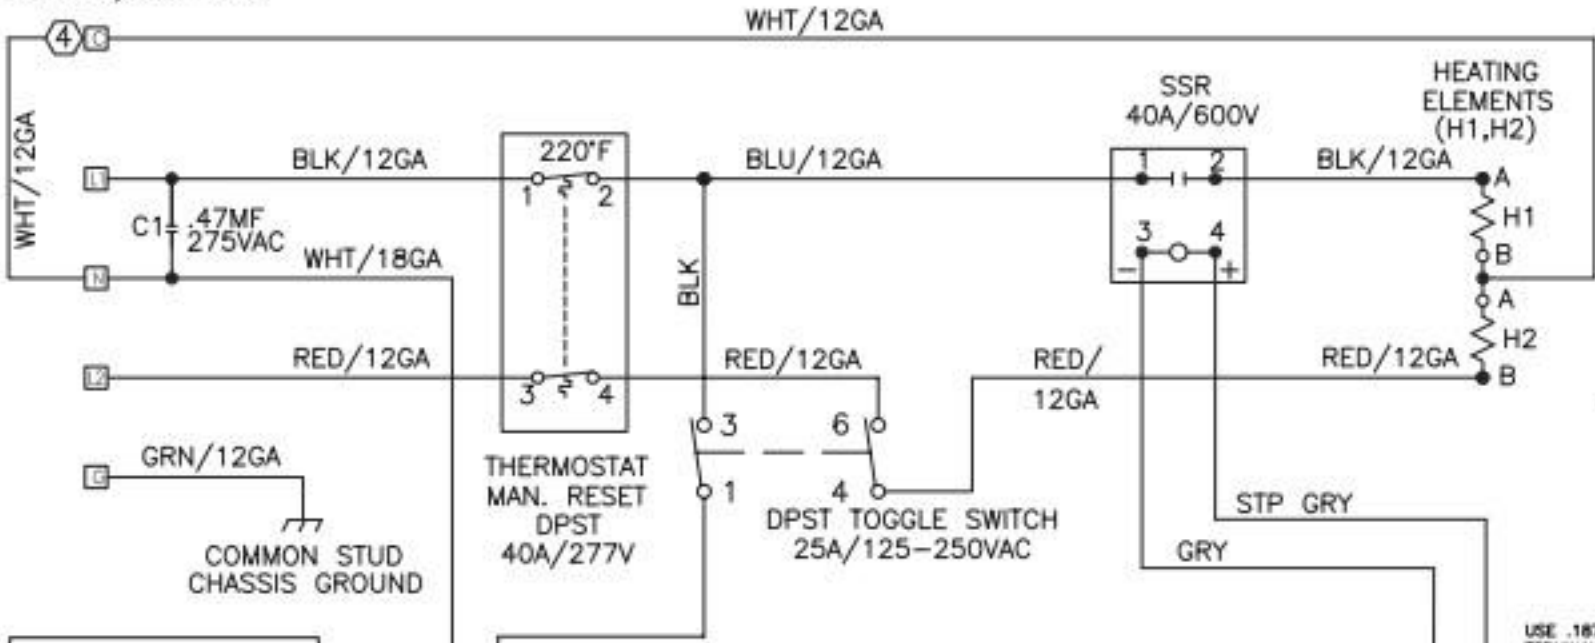 WHT/12GA
4
C
HEATING
ELEMENTS
(H1,H2)
SSR
40A/600V
WHT/12GA
L1
BLK/12GA
220°F
1
2
BLU/12GA
1
2
BLK/12GA
A
H1
B
C1
.47MF
275VAC
N
WHT/18GA
BLK
3
4
-
+
A
H2
B
L2
RED/12GA
3
4
RED/12GA
RED/
12GA
RED/12GA
G
GRN/12GA
COMMON STUD
CHASSIS GROUND
THERMOSTAT
MAN. RESET
DPST
40A/277V
3
1
6
4
DPST TOGGLE SWITCH
25A/125-250VAC
STP GRY
GRY
USE .187